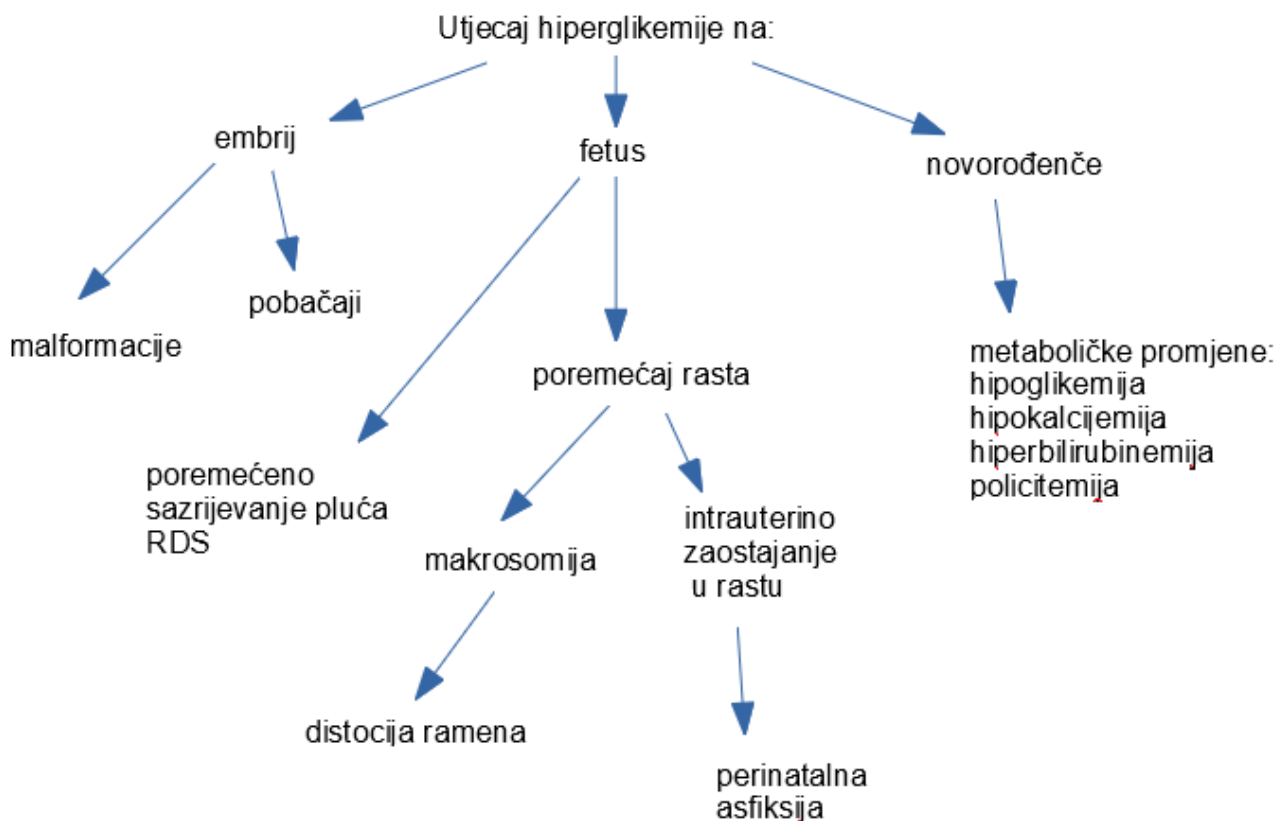 Utjecaj hiperglikemije na:
embrij
fetus
novorođenče
malformacije
pobačaji
poremećaj rasta
metaboličke promjene:
hipoglikemija
hipokalcijemija
hiperbilirubinemija
policitemija
poremećeno
sazrijevanje pluća
RDS
makrosomija
intrauterino
zaostajanje
u rastu
distocija ramena
perinatalna
asfiksija